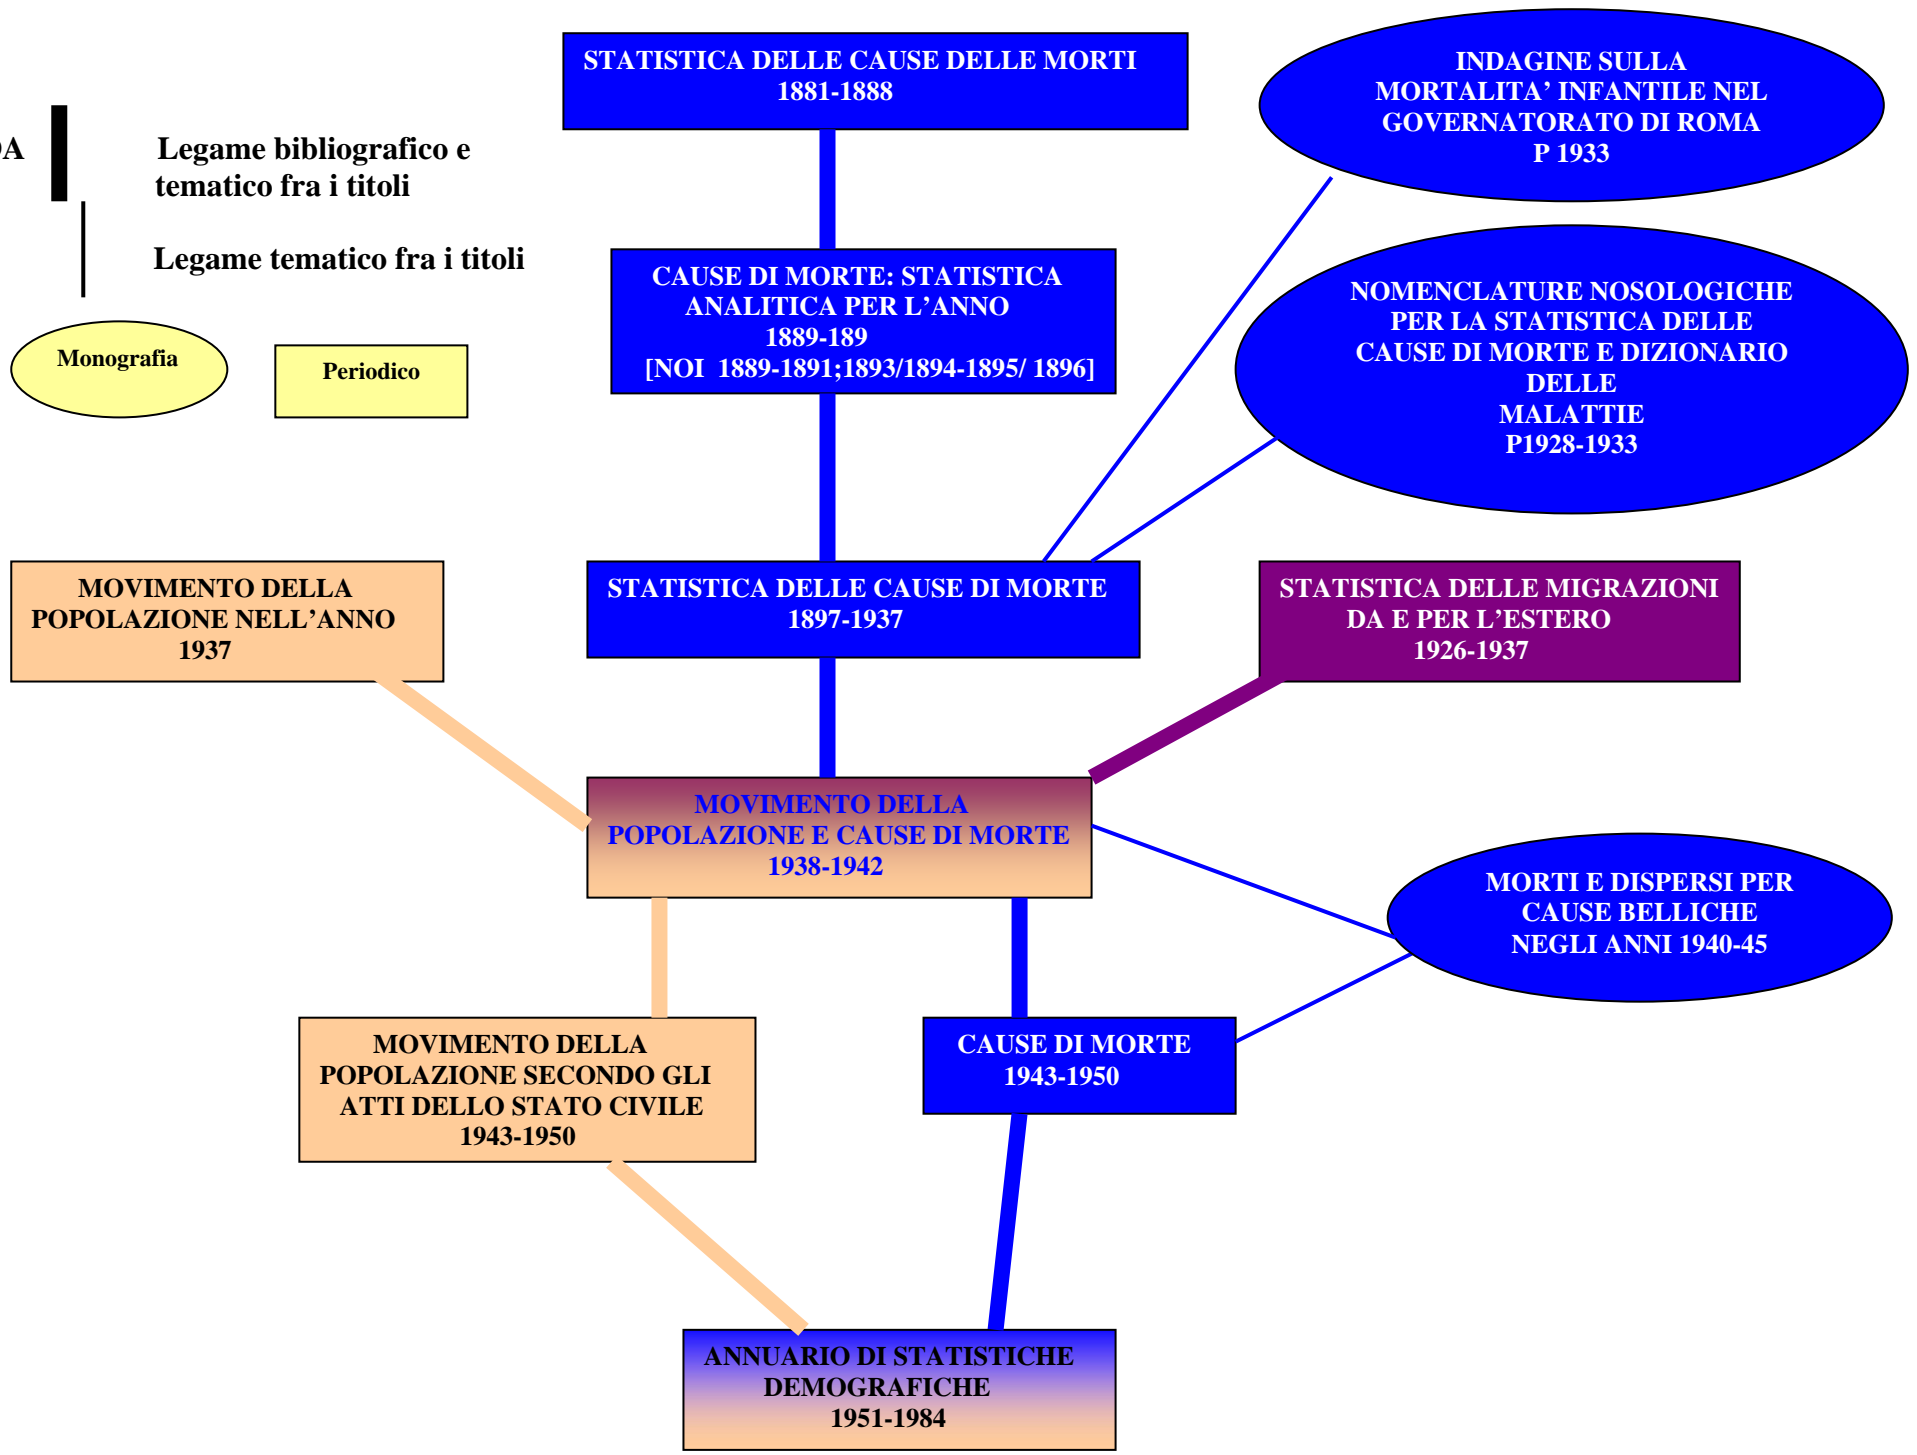 STATISTICA DELLE CAUSE DELLE MORTI
1881-1888
INDAGINE SULLA
MORTALITA’ INFANTILE NEL
GOVERNATORATO DI ROMA
P 1933
DA
Legame bibliografico e
tematico fra i titoli
Legame tematico fra i titoli
Monografia
Periodico
CAUSE DI MORTE: STATISTICA
ANALITICA PER L’ANNO
1889-189
[NOI 1889-1891;1893/1894-1895/ 1896]
NOMENCLATURE NOSOLOGICHE
PER LA STATISTICA DELLE
CAUSE DI MORTE E DIZIONARIO
DELLE
MALATTIE
P1928-1933
MOVIMENTO DELLA
POPOLAZIONE NELL’ANNO
1937
STATISTICA DELLE CAUSE DI MORTE
1897-1937
STATISTICA DELLE MIGRAZIONI
DA E PER L’ESTERO
1926-1937
MOVIMENTO DELLA
POPOLAZIONE E CAUSE DI MORTE
1938-1942
MORTI E DISPERSI PER
CAUSE BELLICHE
NEGLI ANNI 1940-45
MOVIMENTO DELLA
POPOLAZIONE SECONDO GLI
ATTI DELLO STATO CIVILE
1943-1950
CAUSE DI MORTE
1943-1950
ANNUARIO DI STATISTICHE
DEMOGRAFICHE
1951-1984